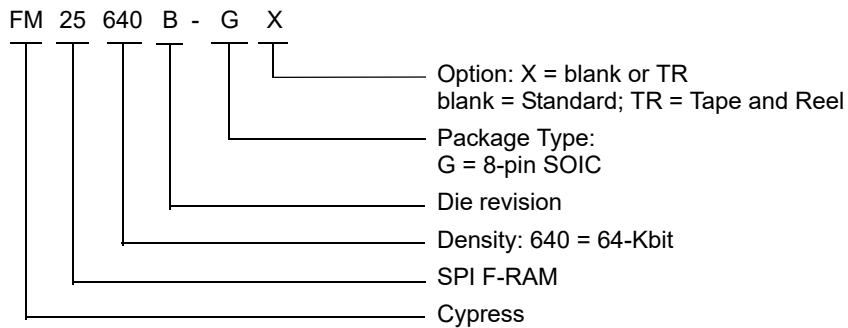 FM 25 640 B - G X
Option: X = blank or TR
blank = Standard; TR = Tape and Reel
Package Type:
G = 8-pin SOIC
Die revision
Density: 640 = 64-Kbit
SPI F-RAM
Cypress